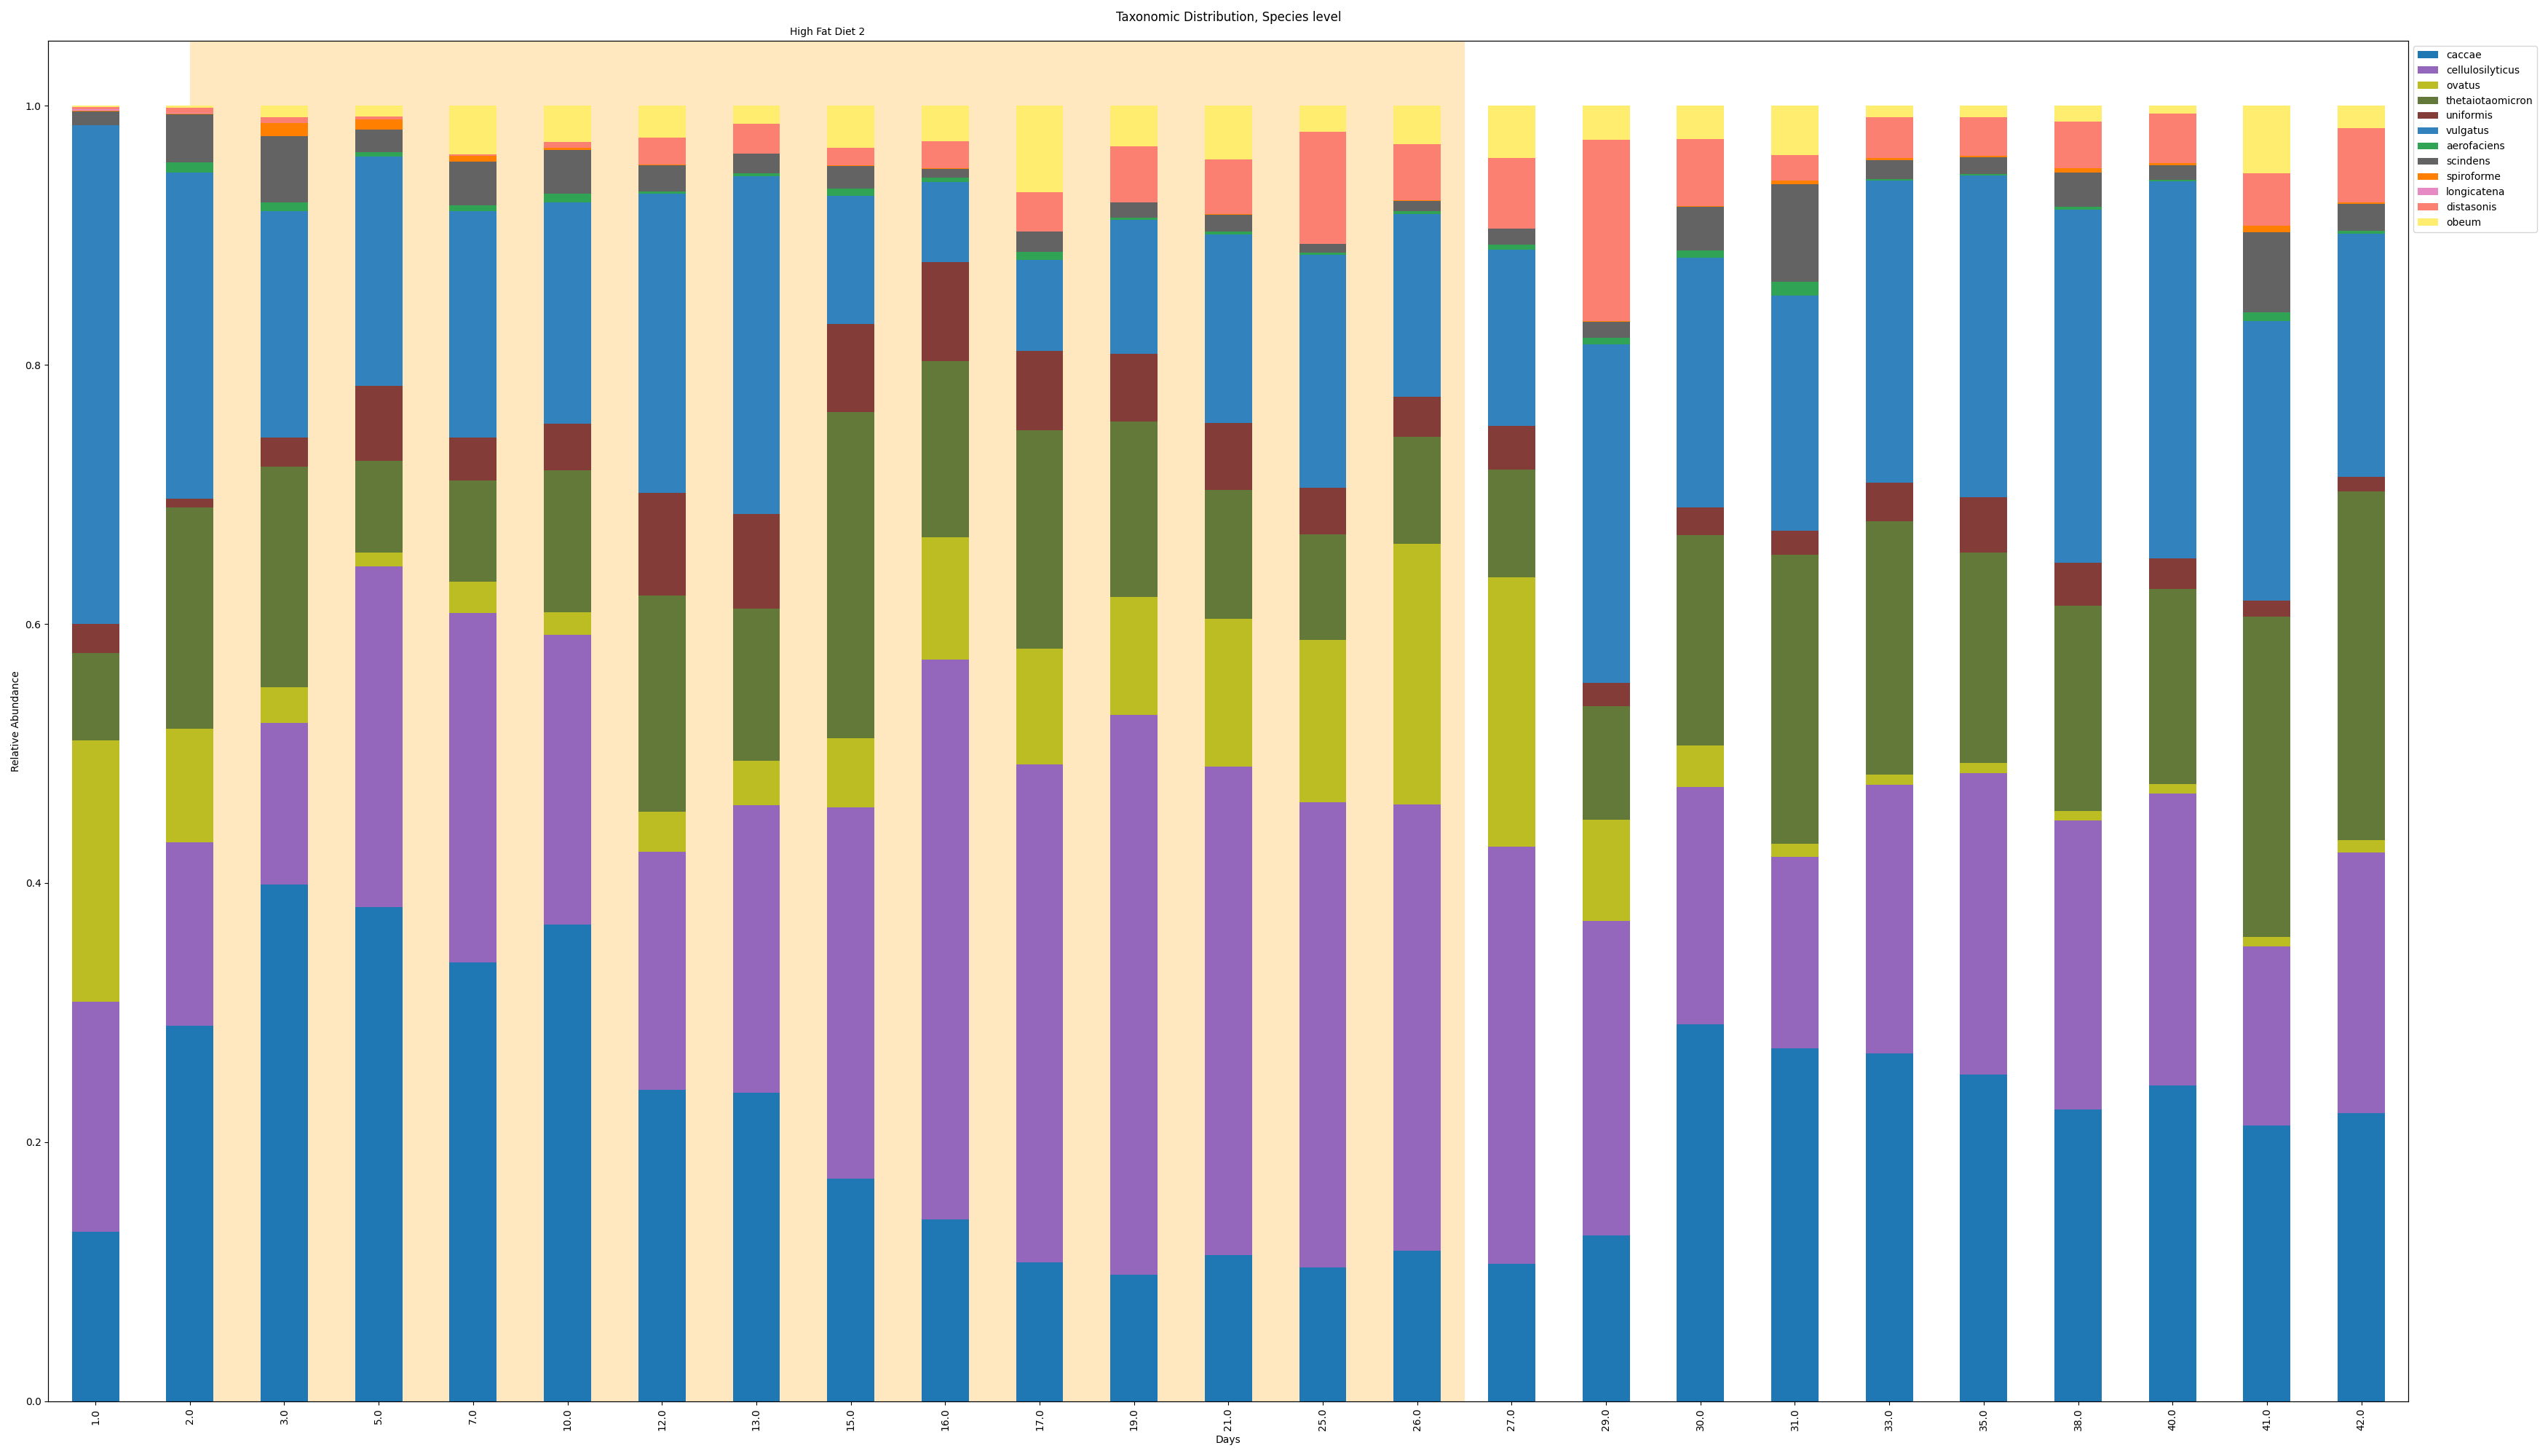 Taxonomic Distribution, Species level
High Fat Diet 2
caccae
cellulosilyticus
ovatus
thetaiotaomicron
uniformis
vulgatus
aerofaciens
scindens
spiroforme
longicatena
distasonis
obeum
Relative Abundance
1.0
0.8
0.6
0.4
0.2
0.0
1.0 2.0 3.0 5.0 7.0 10.0 12.0 13.0 15.0 16.0 17.0 19.0 21.0 25.0 26.0 27.0 29.0 30.0 31.0 33.0 35.0 38.0 40.0 41.0 42.0
Days